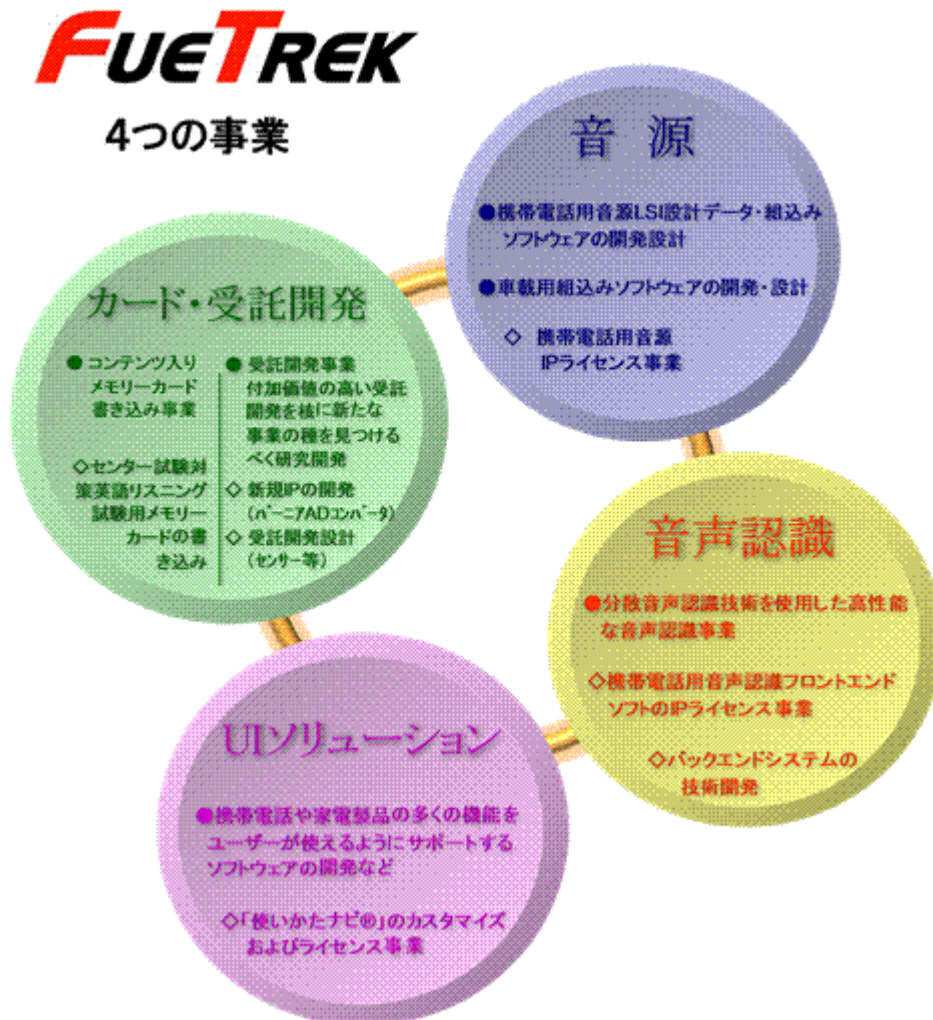 FUETREK
4つの事業
音 源
●携帯電話用音源LSI設計データ・組込み
ソフトウェアの開発設計
●車載用組込みソフトウェアの開発・設計
◇ 携帯電話用音源
IPライセンス事業
カード・受託開発
● コンテンツ入り
メモリーカード
書き込み事業
◇センター試験対
策英語リスニング
試験用メモリー
カードの書
き込み
● 受託開発事業
付加価値の高い受託
開発を核に新たな
事業の種を見つける
べく研究開発
◇ 新規IPの開発
(バーニアADコンバータ)
◇ 受託開発設計
(センサー等)
音声認識
●分散音声認識技術を使用した高性能
な音声認識事業
◇携帯電話用音声認識フロントエンド
ソフトのIPライセンス事業
◇バックエンドシステムの
技術開発
UIソリューション
●携帯電話や家電製品の多くの機能を
ユーザーが使えるようにサポートする
ソフトウェアの開発など
◇「使いかたナビ®」のカスタマイズ
およびライセンス事業